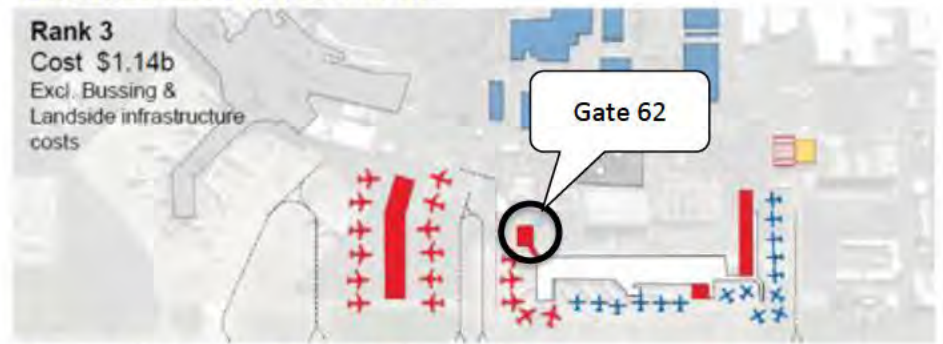 Rank 3
Cost $1.14b
Excl. Bussing &
Landside infrastructure
costs
Gate 62